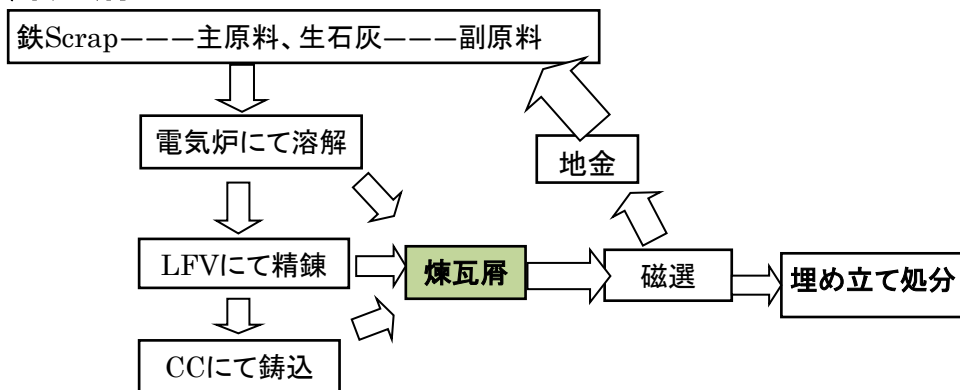 鉄Scrap———主原料、生石灰———副原料
電気炉にて溶解
地金
LFVにて精錬
煉瓦屑
磁選
埋め立て処分
CCにて鋳込